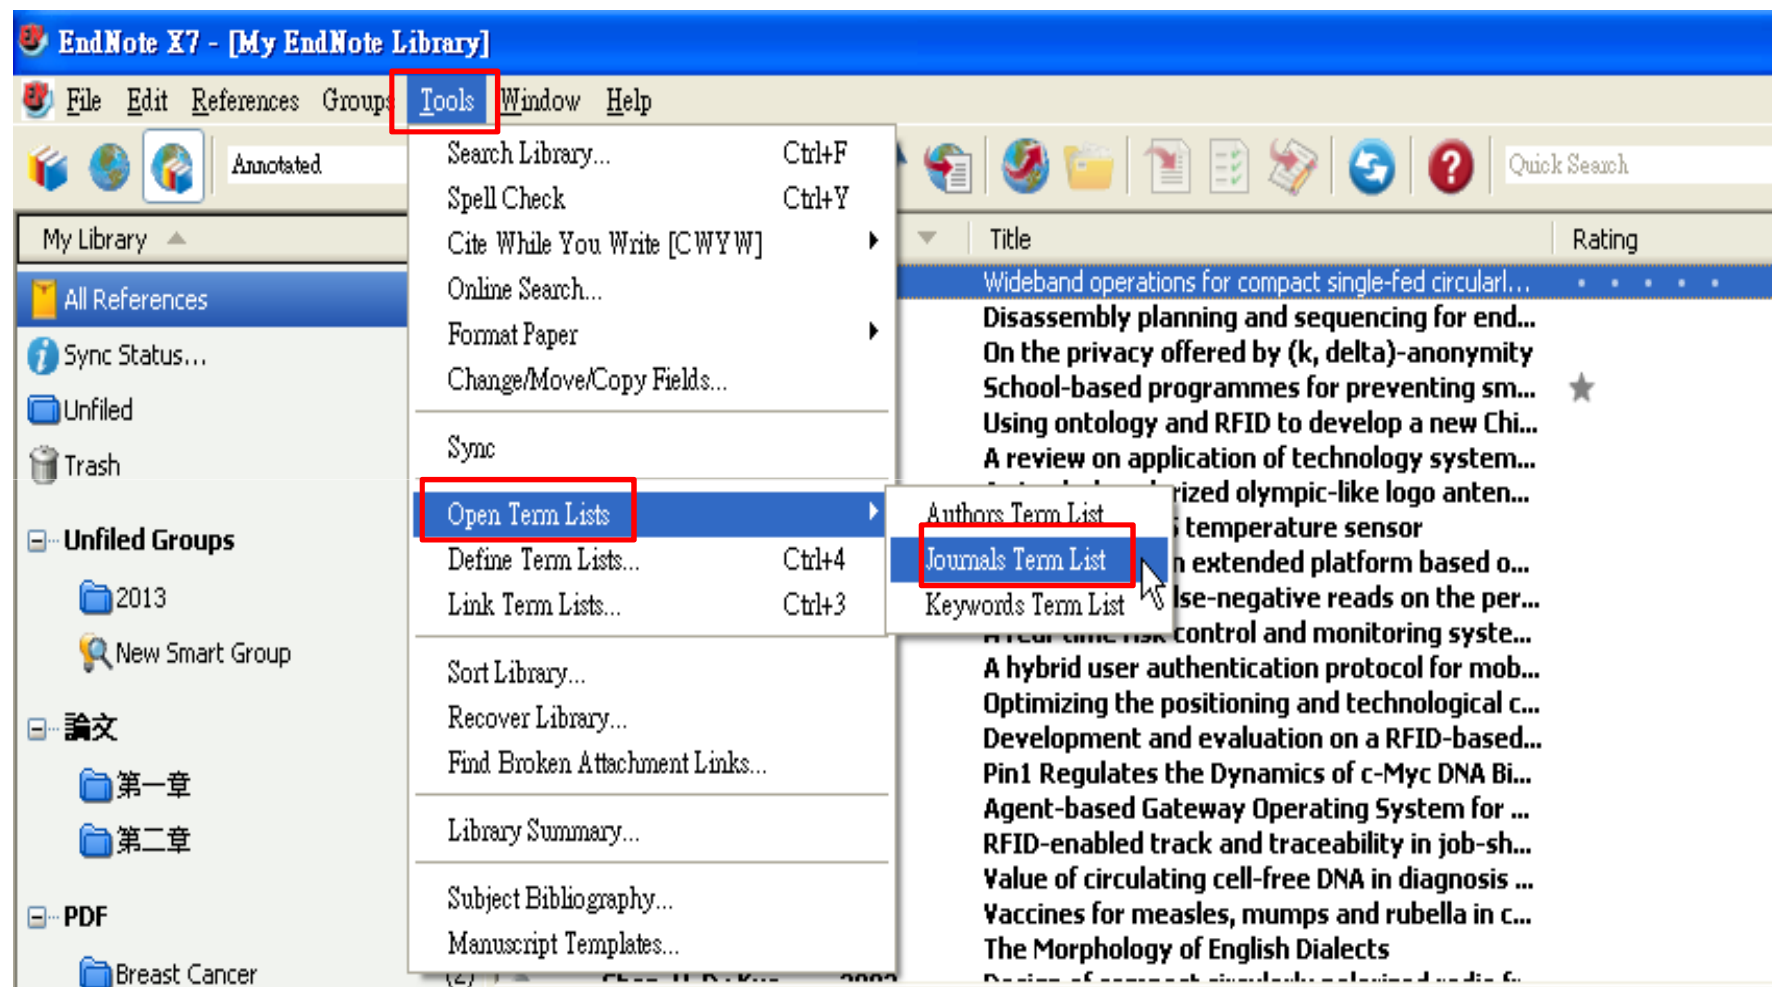 EndNote X7 - [My EndNote Library]
File Edit References Groups Tools Window Help
Annotated
Quick Search
My Library
All References
Sync Status...
Unfiled
Trash
Unfiled Groups
2013
New Smart Group
論文
第一章
第二章
PDF
Breast Cancer
Search Library... Ctrl+F
Spell Check Ctrl+Y
Cite While You Write [CWYW]
Online Search...
Format Paper
Change/Move/Copy Fields...
Sync
Open Term Lists
Define Term Lists... Ctrl+4
Link Term Lists... Ctrl+3
Sort Library...
Recover Library...
Find Broken Attachment Links...
Library Summary...
Subject Bibliography...
Manuscript Templates...
Authors Term List
Journals Term List
Keywords Term List
Title Rating
Wideband operations for compact single-fed circularl...
Disassembly planning and sequencing for end...
On the privacy offered by (k, delta)-anonymity
School-based programmes for preventing sm...
Using ontology and RFID to develop a new Chi...
A review on application of technology system...
olympic-like logo anten...
temperature sensor
extended platform based o...
reads on the per...
control and monitoring syste...
A hybrid user authentication protocol for mob...
Optimizing the positioning and technological c...
Development and evaluation on a RFID-based...
Pin1 Regulates the Dynamics of c-Myc DNA Bi...
Agent-based Gateway Operating System for ...
RFID-enabled track and traceability in job-sh...
Value of circulating cell-free DNA in diagnosis ...
Vaccines for measles, mumps and rubella in c...
The Morphology of English Dialects